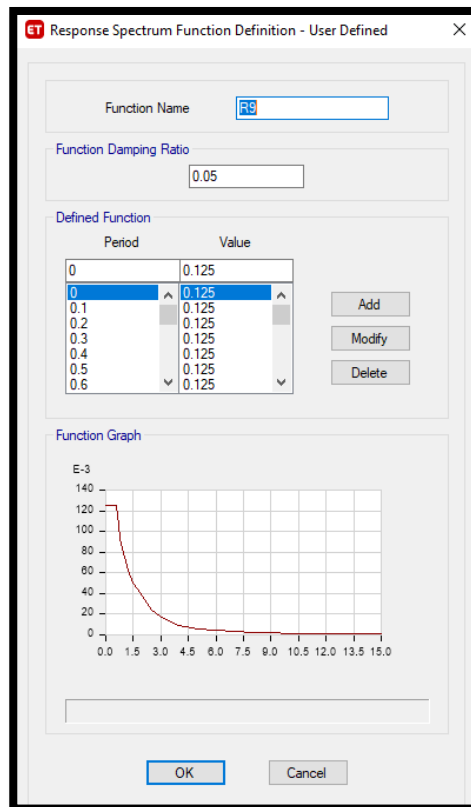 ET Response Spectrum Function Definition - User Defined
Function Name R9
Function Damping Ratio
0.05
Defined Function
Period Value
0 0.125
0 0.125
0.1 0.125
0.2 0.125
0.3 0.125
0.4 0.125
0.5 0.125
0.6 0.125
Add
Modify
Delete
Function Graph
E-3
140
120
100
80
60
40
20
0
0.0 1.5 3.0 4.5 6.0 7.5 9.0 10.5 12.0 13.5 15.0
OK Cancel